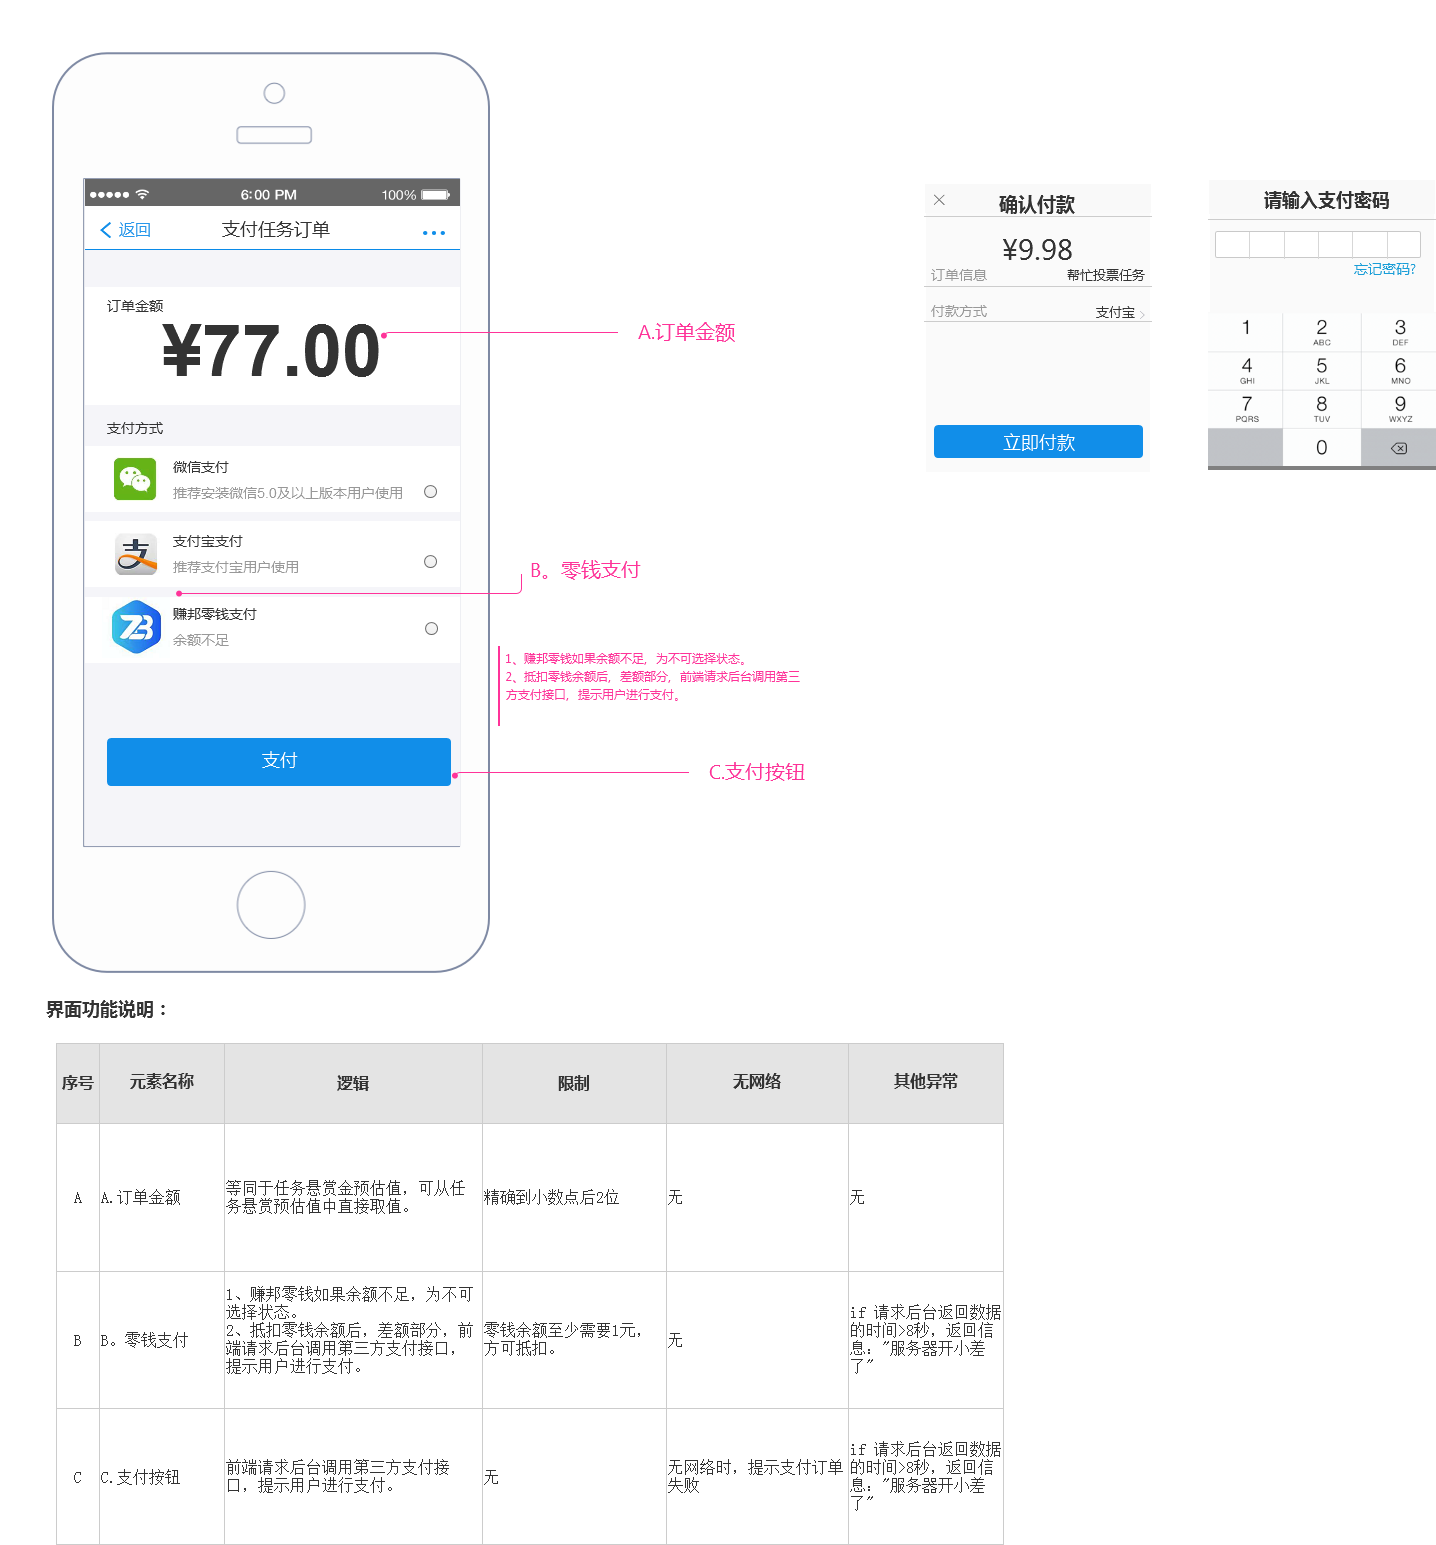 6:00 PM
100%
返回
支付任务订单
订单金额
¥77.00
A.订单金额
支付方式
微信支付
推荐安装微信5.0及以上版本用户使用
支付宝支付
推荐支付宝用户使用
B。零钱支付
赚邦零钱支付
余额不足
1、赚邦零钱如果余额不足，为不可选择状态。
2、抵扣零钱余额后，差额部分，前端请求后台调用第三
方支付接口，提示用户进行支付。
支付
C.支付按钮
确认付款
¥9.98
订单信息 帮忙投票任务
付款方式 支付宝
立即付款
请输入支付密码
忘记密码?
1 2 3
ABC DEF
4 5 6
GHI JKL MNO
7 8 9
PQRS TUV WXYZ
0
界面功能说明：
序号 元素名称 逻辑 限制 无网络 其他异常
A
A.订单金额
等同于任务悬赏金预估值，可从任
务悬赏预估值中直接取值。
精确到小数点后2位
无
无
B
B。零钱支付
1、赚邦零钱如果余额不足，为不可
选择状态。
2、抵扣零钱余额后，差额部分，前
端请求后台调用第三方支付接口，
提示用户进行支付。
零钱余额至少需要1元，
方可抵扣。
无
if 请求后台返回数据
的时间>8秒，返回信
息："服务器开小差
了"
C
C.支付按钮
前端请求后台调用第三方支付接
口，提示用户进行支付。
无
无网络时，提示支付订单
失败
if 请求后台返回数据
的时间>8秒，返回信
息："服务器开小差
了"